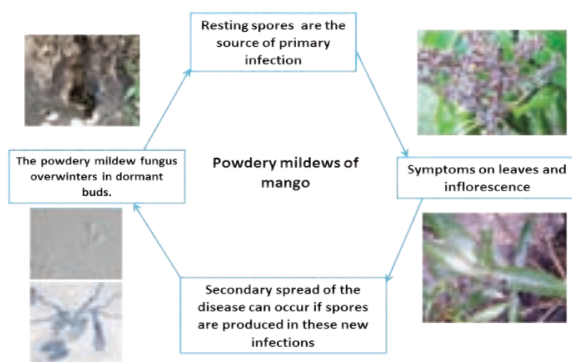 Resting spores are the
source of primary
infection
The powdery mildew fungus
overwinters in dormant
buds.
Powdery mildews of
mango
Symptoms on leaves and
inflorescence
Secondary spread of the
disease can occur if spores
are produced in these new
infections